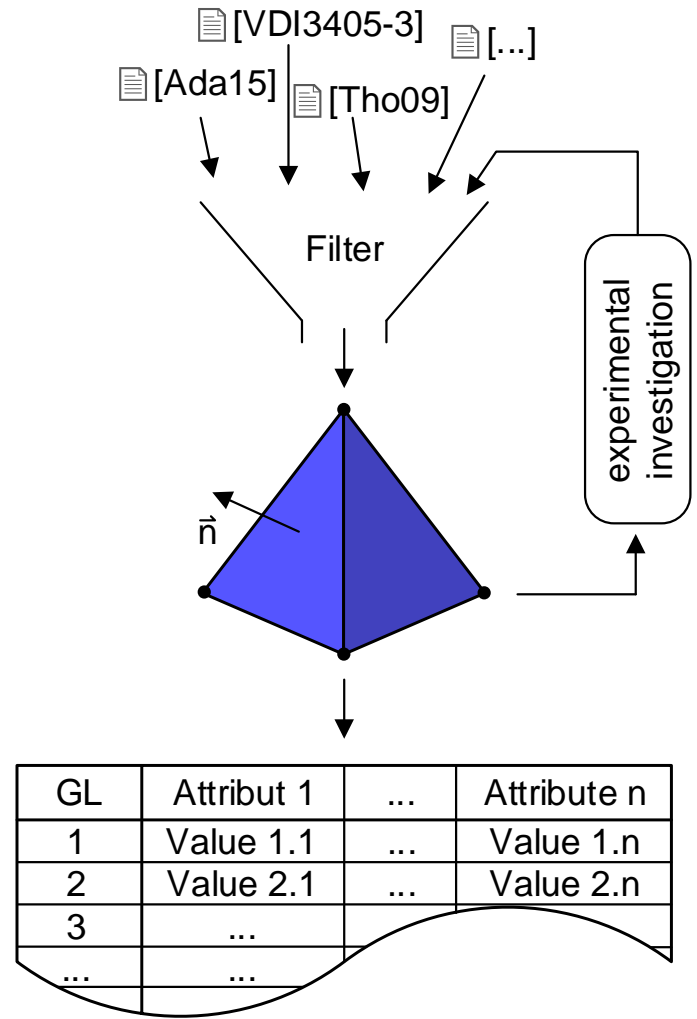 [VDI3405-3]
[...]
[Ada15]
[Tho09]
Filter
experimental
investigation
n⃗
GL Attribut 1 ... Attribute n
1 Value 1.1 ... Value 1.n
2 Value 2.1 ... Value 2.n
3 ...
... ...